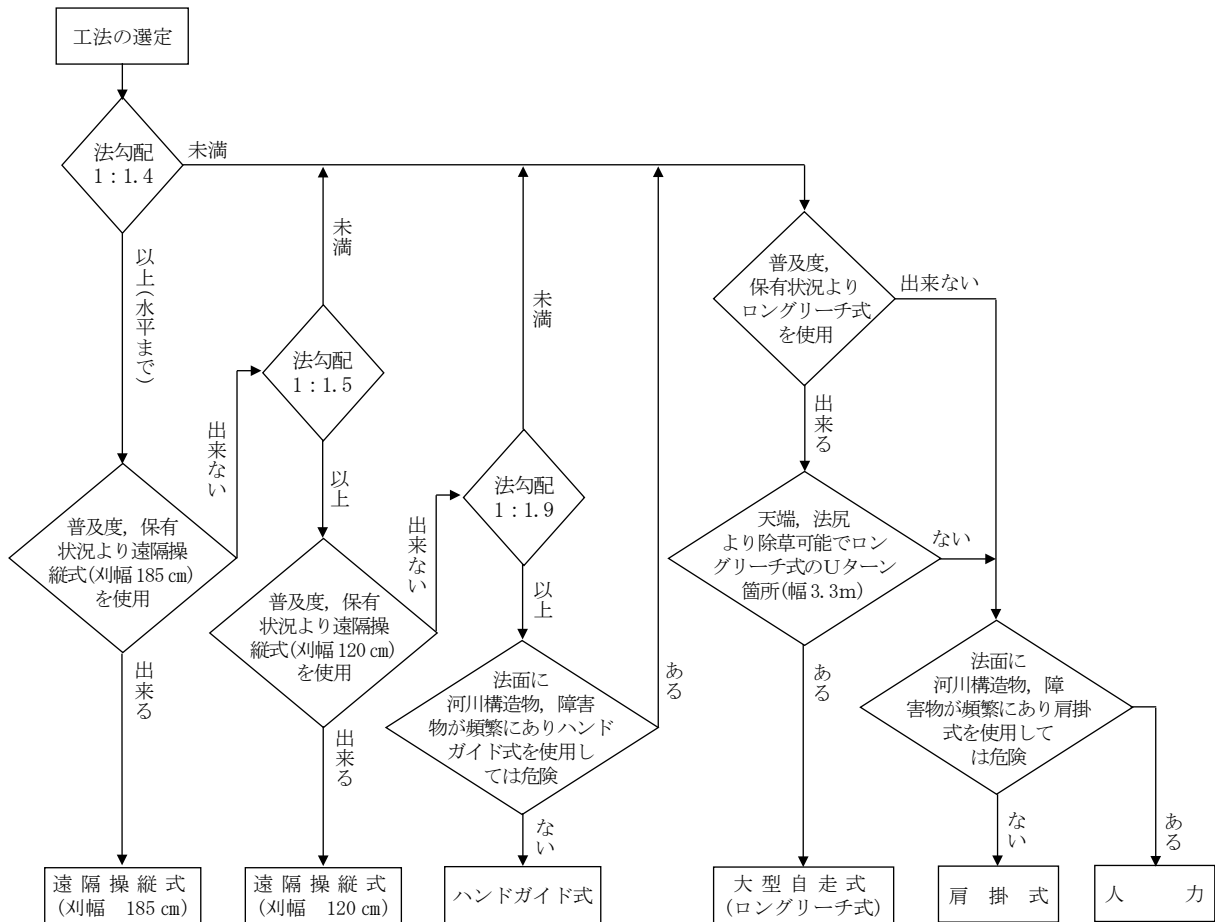 工法の選定
法勾配
1：1.4
未満
以上(水平まで)
普及度，保有
状況より遠隔操
縦式(刈幅 185 ㎝)
を使用
出来ない
出来る
法勾配
1：1.5
未満
以上
普及度，保有
状況より遠隔操
縦式(刈幅 120 ㎝)
を使用
出来ない
出来る
法勾配
1：1.9
未満
以上
法面に
河川構造物，障害
物が頻繁にありハンド
ガイド式を使用し
ては危険
ある
ない
普及度，
保有状況より
ロングリーチ式
を使用
出来ない
出来る
天端，法尻
より除草可能でロン
グリーチ式のＵターン
箇所(幅 3.3ｍ)
ない
ある
法面に
河川構造物，障
害物が頻繁にあり肩掛
式を使用して
は危険
ない
ある
遠隔操縦式
(刈幅　185 ㎝)
遠隔操縦式
(刈幅　120 ㎝)
ハンドガイド式
大型自走式
(ロングリーチ式)
肩　掛　式
人　　力